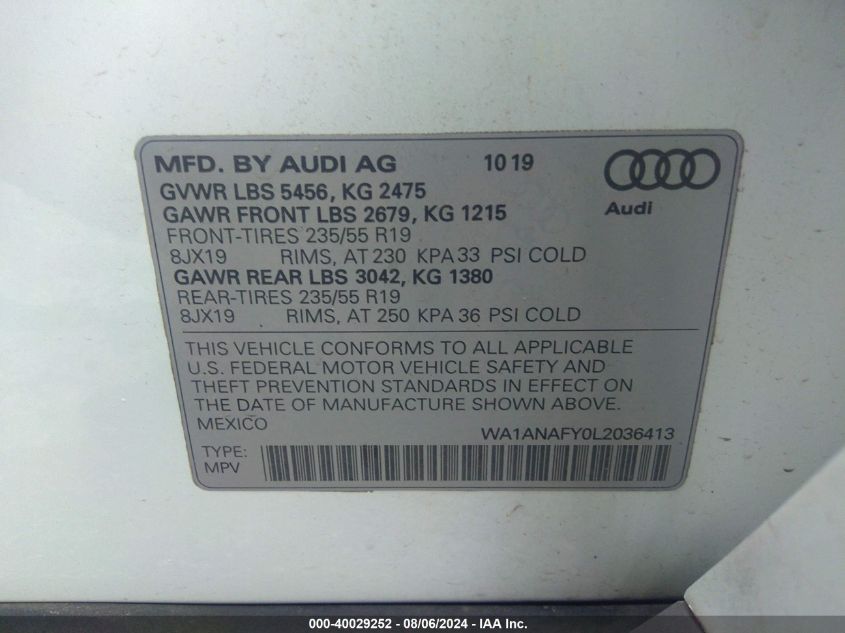 MFD. BY AUDI AG 10 19
GVWR LBS 5456, KG 2475
GAWR FRONT LBS 2679, KG 1215
Audi
FRONT-TIRES 235/55 R19
8JX19 RIMS, AT 230 KPA 33 PSI COLD
GAWR REAR LBS 3042, KG 1380
REAR-TIRES 235/55 R19
8JX19 RIMS, AT 250 KPA 36 PSI COLD
THIS VEHICLE CONFORMS TO ALL APPLICABLE
U.S. FEDERAL MOTOR VEHICLE SAFETY AND
THEFT PREVENTION STANDARDS IN EFFECT ON
THE DATE OF MANUFACTURE SHOWN ABOVE.
MEXICO
WA1ANAFY0L2036413
TYPE:
MPV
000-40029252 - 08/06/2024 - IAA Inc.